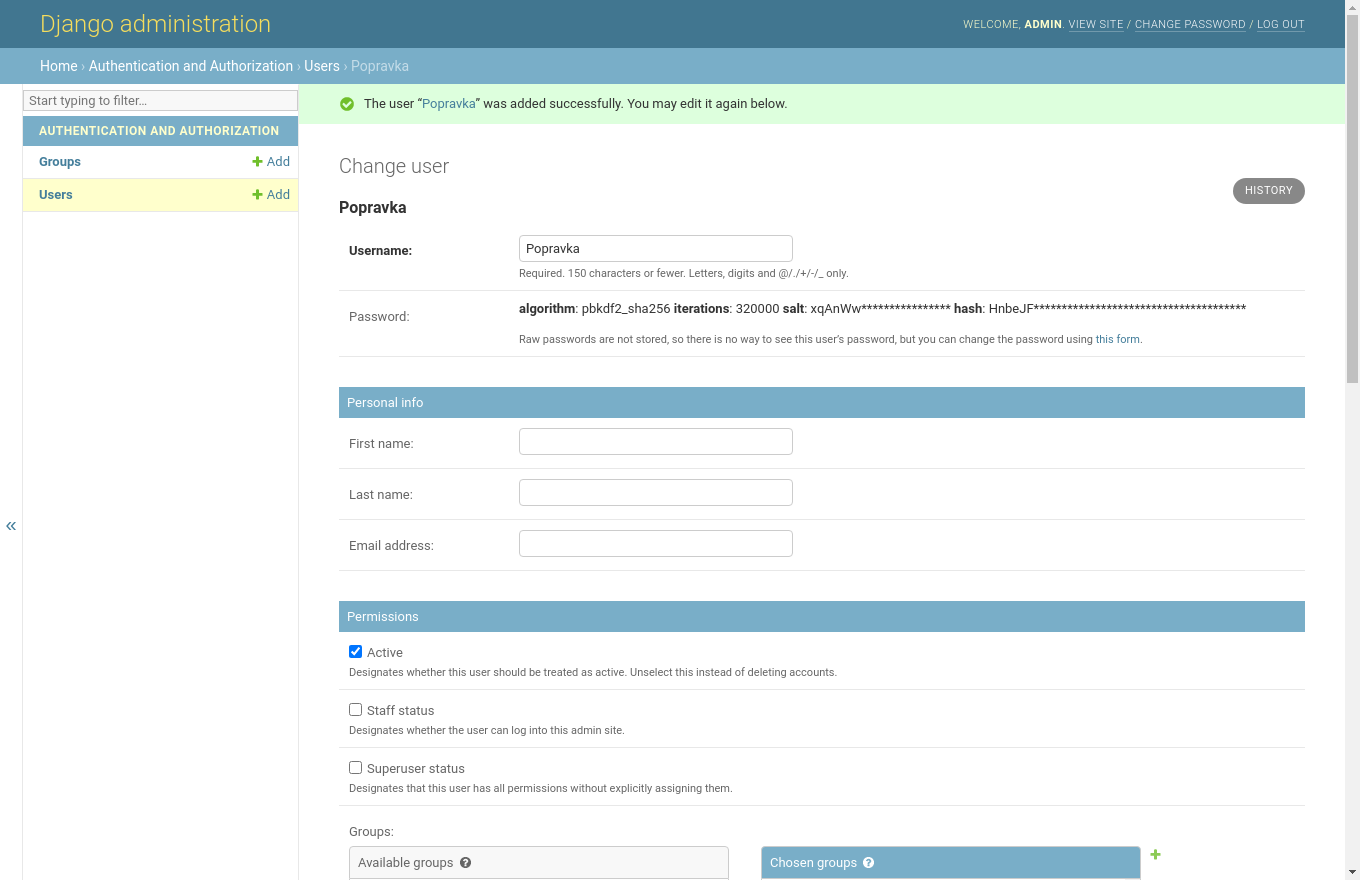 Django administration
WELCOME, ADMIN. VIEW SITE / CHANGE PASSWORD / LOG OUT
Home › Authentication and Authorization › Users › Popravka
Start typing to filter…
AUTHENTICATION AND AUTHORIZATION
Groups
Add
Users
Add
«
The user “Popravka” was added successfully. You may edit it again below.
Change user
HISTORY
Popravka
Username:
Popravka
Required. 150 characters or fewer. Letters, digits and @/./+/-/_ only.
Password:
algorithm: pbkdf2_sha256 iterations: 320000 salt: xqAnWw**************** hash: HnbeJF**************************************
Raw passwords are not stored, so there is no way to see this user’s password, but you can change the password using this form.
Personal info
First name:
Last name:
Email address:
Permissions
Active
Designates whether this user should be treated as active. Unselect this instead of deleting accounts.
Staff status
Designates whether the user can log into this admin site.
Superuser status
Designates that this user has all permissions without explicitly assigning them.
Groups:
Available groups ?
Chosen groups ?